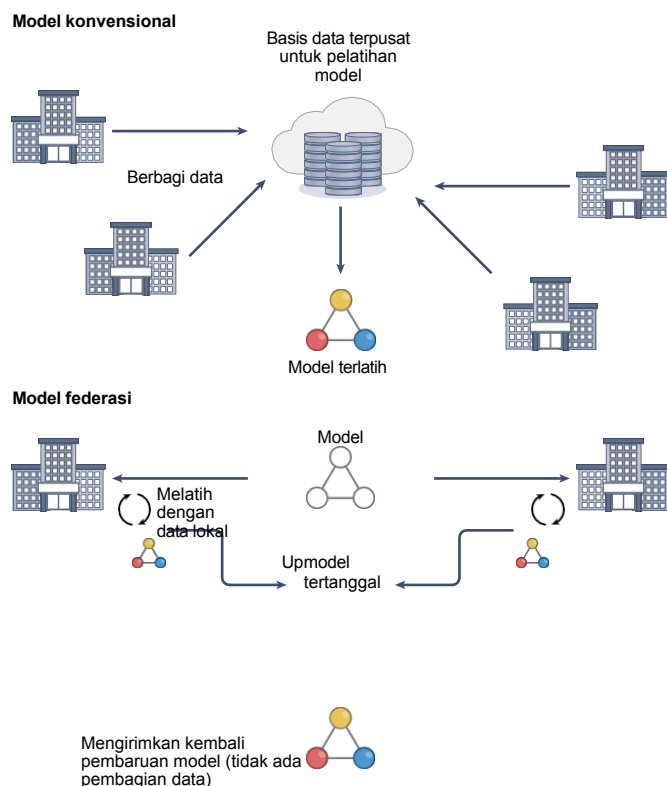 Model konvensional
Basis data terpusat
untuk pelatihan
model
Berbagi data
Model terlatih
Model federasi
Model
Melatih
dengan
data lokal
Upmodel
tertanggal
Mengirimkan kembali
pembaruan model (tidak ada
pembagian data)